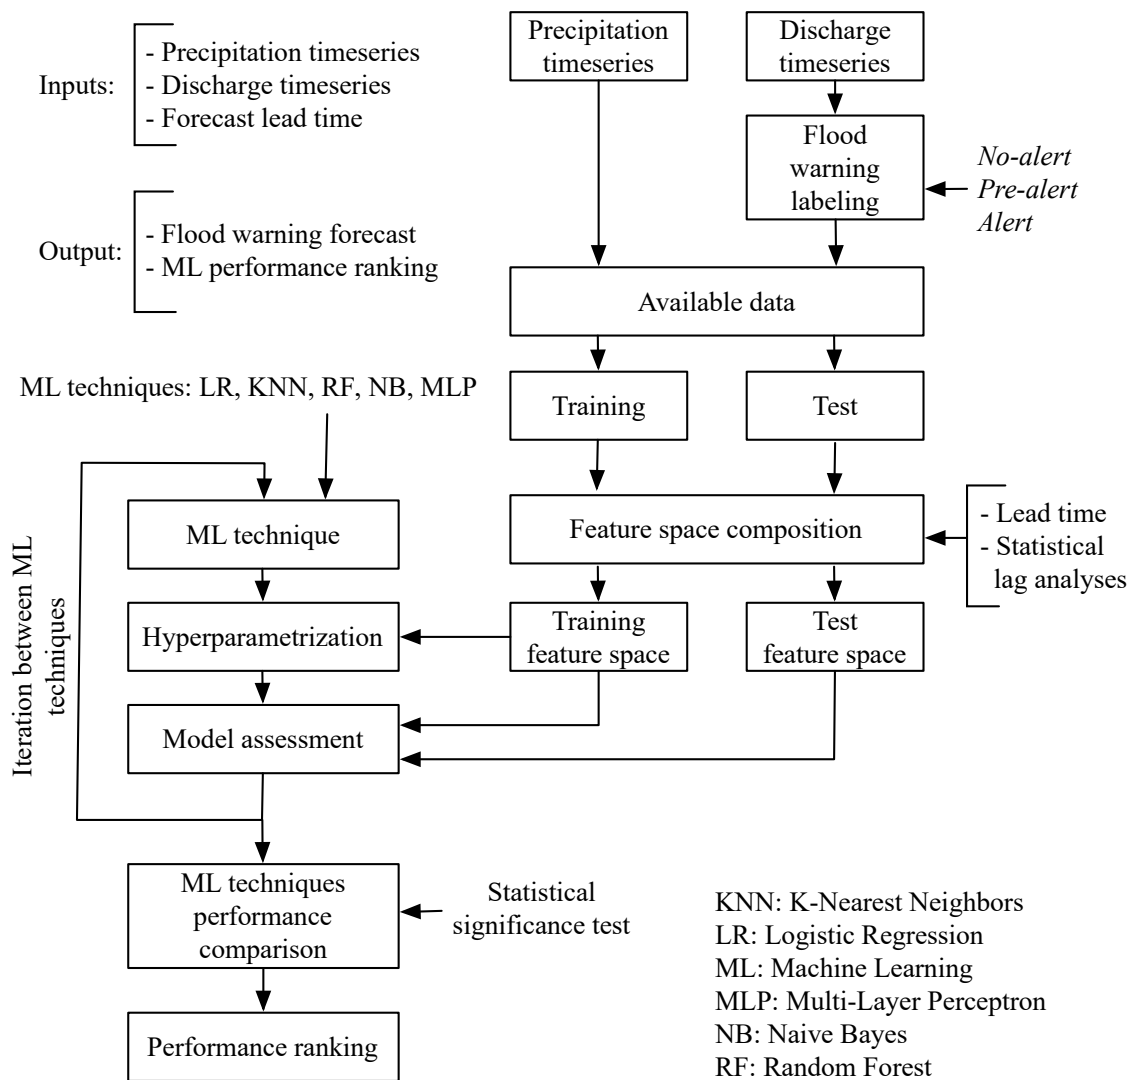 Inputs:
- Precipitation timeseries
- Discharge timeseries
- Forecast lead time
Output:
- Flood warning forecast
- ML performance ranking
Precipitation
timeseries
Discharge
timeseries
Flood
warning
labeling
No-alert
Pre-alert
Alert
Available data
Training
Test
Feature space composition
- Lead time
- Statistical
lag analyses
Training
feature space
Test
feature space
ML techniques: LR, KNN, RF, NB, MLP
Iteration between ML
techniques
ML technique
Hyperparametrization
Model assessment
ML techniques
performance
comparison
Statistical
significance test
Performance ranking
KNN: K-Nearest Neighbors
LR: Logistic Regression
ML: Machine Learning
MLP: Multi-Layer Perceptron
NB: Naive Bayes
RF: Random Forest